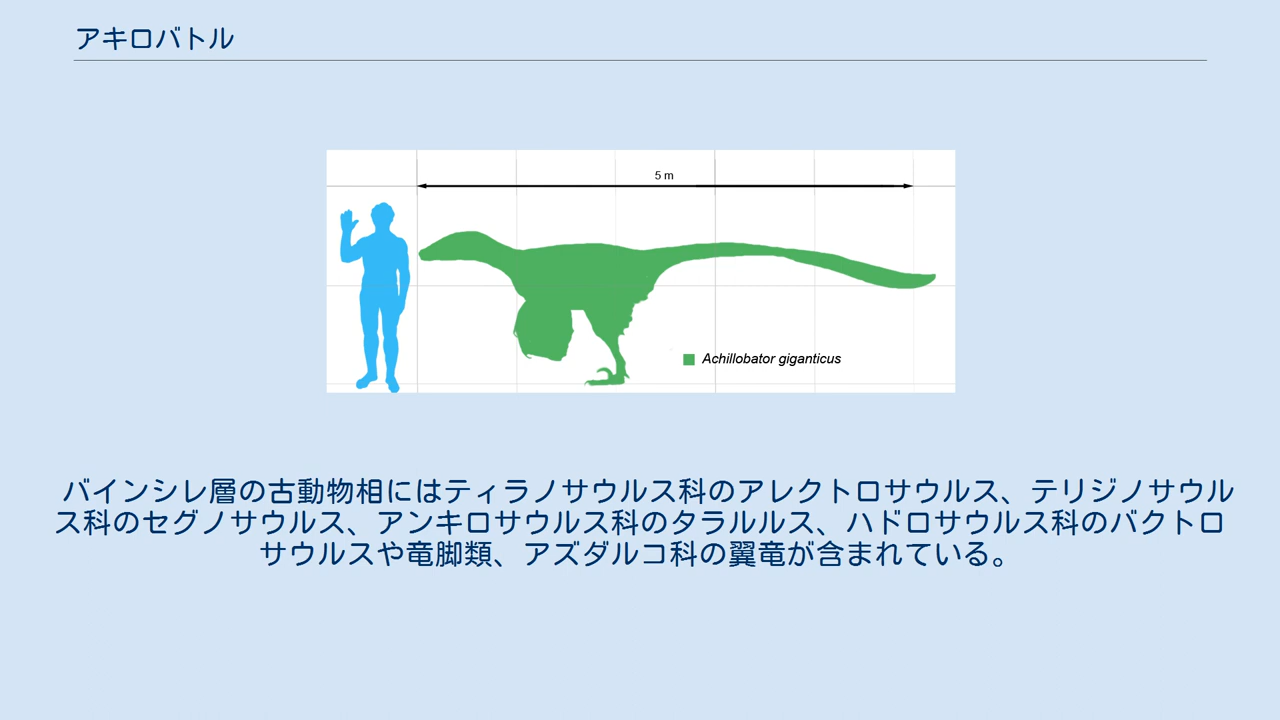 アキロバトル
5 m
Achillobator giganticus
バインシレ層の古動物相にはティラノサウルス科のアレクトロサウルス、テリジノサウル
ス科のセグノサウルス、アンキロサウルス科のタラルルス、ハドロサウルス科のバクトロ
サウルスや竜脚類、アズダルコ科の翼竜が含まれている。